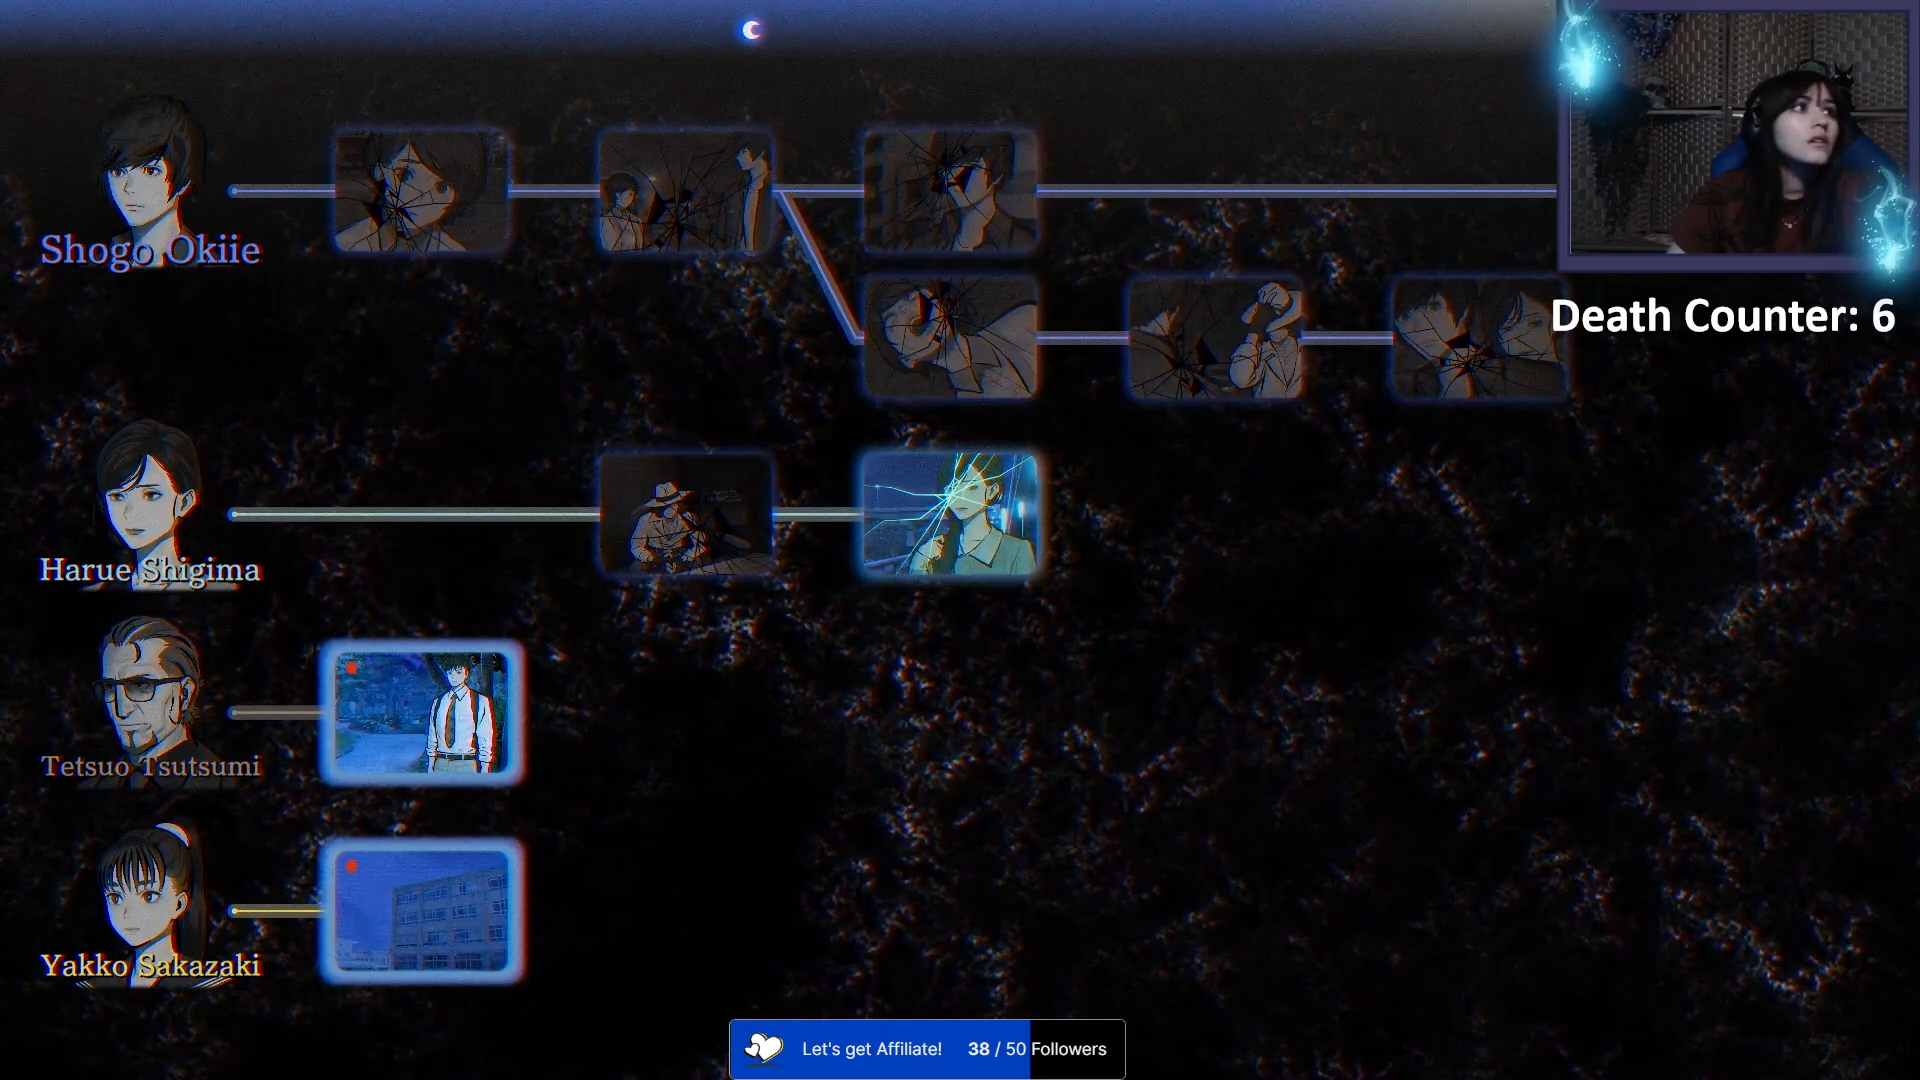 Shogo Okiie
Death Counter: 6
Harue Shigima
Tetsuo Tsutsumi
Yakko Sakazaki
Let's get Affiliate! 38 / 50 Followers